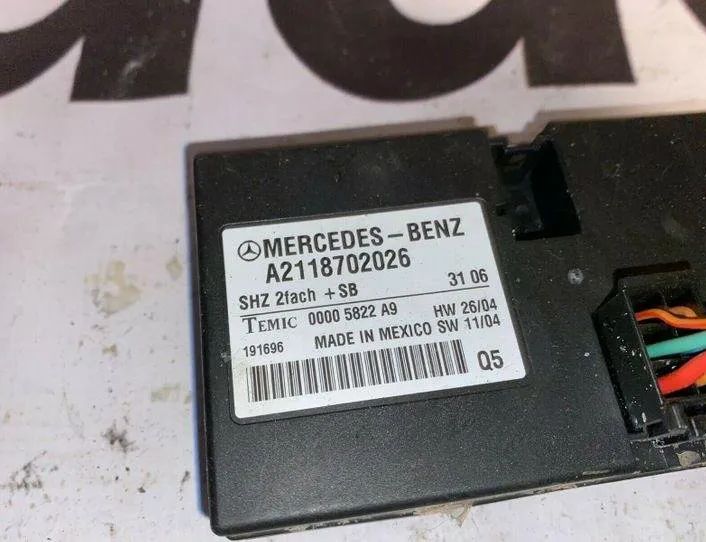 MERCEDES-BENZ
A2118702026
SHZ 2fach +SB 31 06
TEMIC 0000 5822 A9 HW 26/04
191696 MADE IN MEXICO SW 11/04
Q5